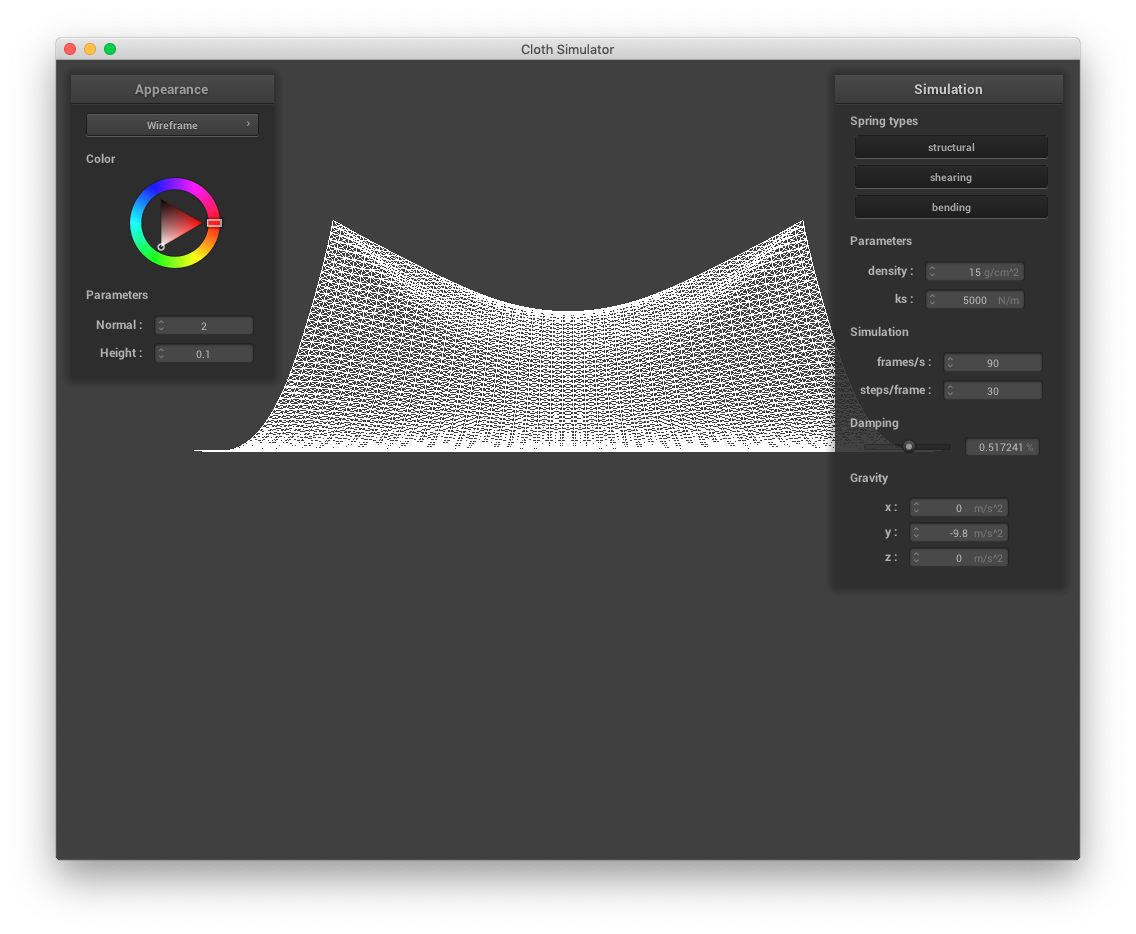 Cloth Simulator
Appearance
Wireframe ›
Color
Parameters
Normal : 2
Height : 0.1
Simulation
Spring types
structural
shearing
bending
Parameters
density : 15 g/cm^2
ks : 5000 N/m
Simulation
frames/s : 90
steps/frame : 30
Damping
0.517241 %
Gravity
x : 0 m/s^2
y : -9.8 m/s^2
z : 0 m/s^2